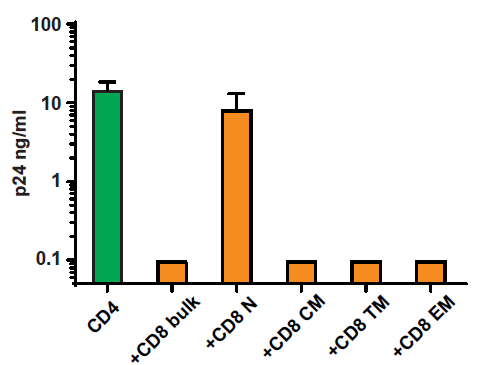 100
10
1
0.1
p24 ng/ml
CD4
+CD8 bulk
+CD8 N
+CD8 CM
+CD8 TM
+CD8 EM